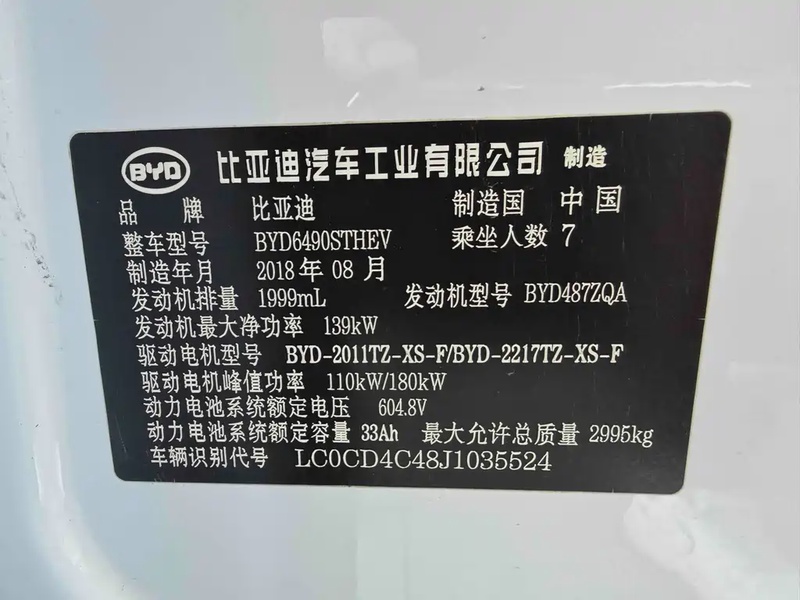 BYD 比亚迪汽车工业有限公司 制造
品 牌 比亚迪 制造国 中 国
整车型号 BYD6490STHEV 乘坐人数 7
制造年月 2018 年 08 月
发动机排量 1999mL 发动机型号 BYD487ZQA
发动机最大净功率 139kW
驱动电机型号 BYD-2011TZ-XS-F/BYD-2217TZ-XS-F
驱动电机峰值功率 110kW/180kW
动力电池系统额定电压 604.8V
动力电池系统额定容量 33Ah 最大允许总质量 2995kg
车辆识别代号 LC0CD4C48J1035524